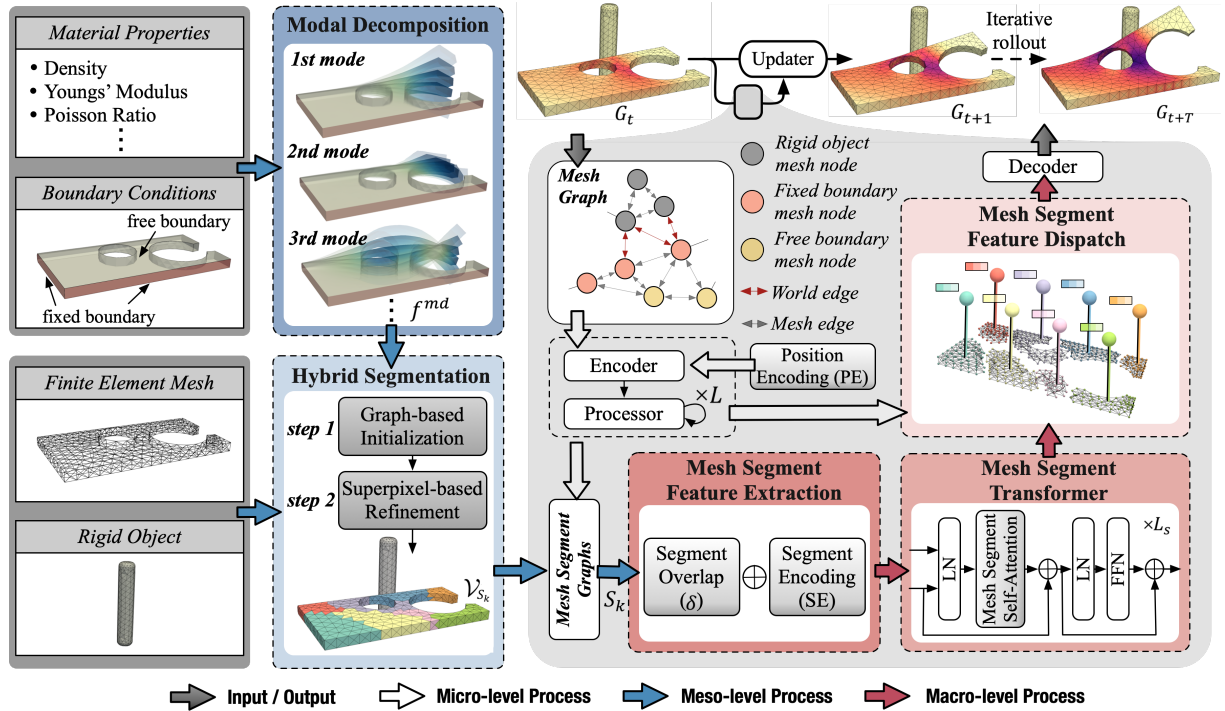 Material Properties
• Density
• Youngs' Modulus
• Poisson Ratio
⋮
Boundary Conditions
free boundary
fixed boundary
Finite Element Mesh
Rigid Object
Modal Decomposition
1st mode
2nd mode
3rd mode
⋮ f^{md}
Hybrid Segmentation
step 1
Graph-based
Initialization
step 2
Superpixel-based
Refinement
𝒱_{S_k}
G_t
Updater
G_{t+1}
Iterative
rollout
G_{t+T}
Mesh
Graph
Rigid object
mesh node
Fixed boundary
mesh node
Free boundary
mesh node
World edge
Mesh edge
Encoder
Processor
×L
Position
Encoding (PE)
Decoder
Mesh Segment
Feature Dispatch
Mesh Segment
Graphs
S_k
Mesh Segment
Feature Extraction
Segment
Overlap
(δ)
⊕
Segment
Encoding
(SE)
Mesh Segment
Transformer
LN
Mesh Segment
Self-Attention
LN
FFN
×L_s
Input / Output
Micro-level Process
Meso-level Process
Macro-level Process